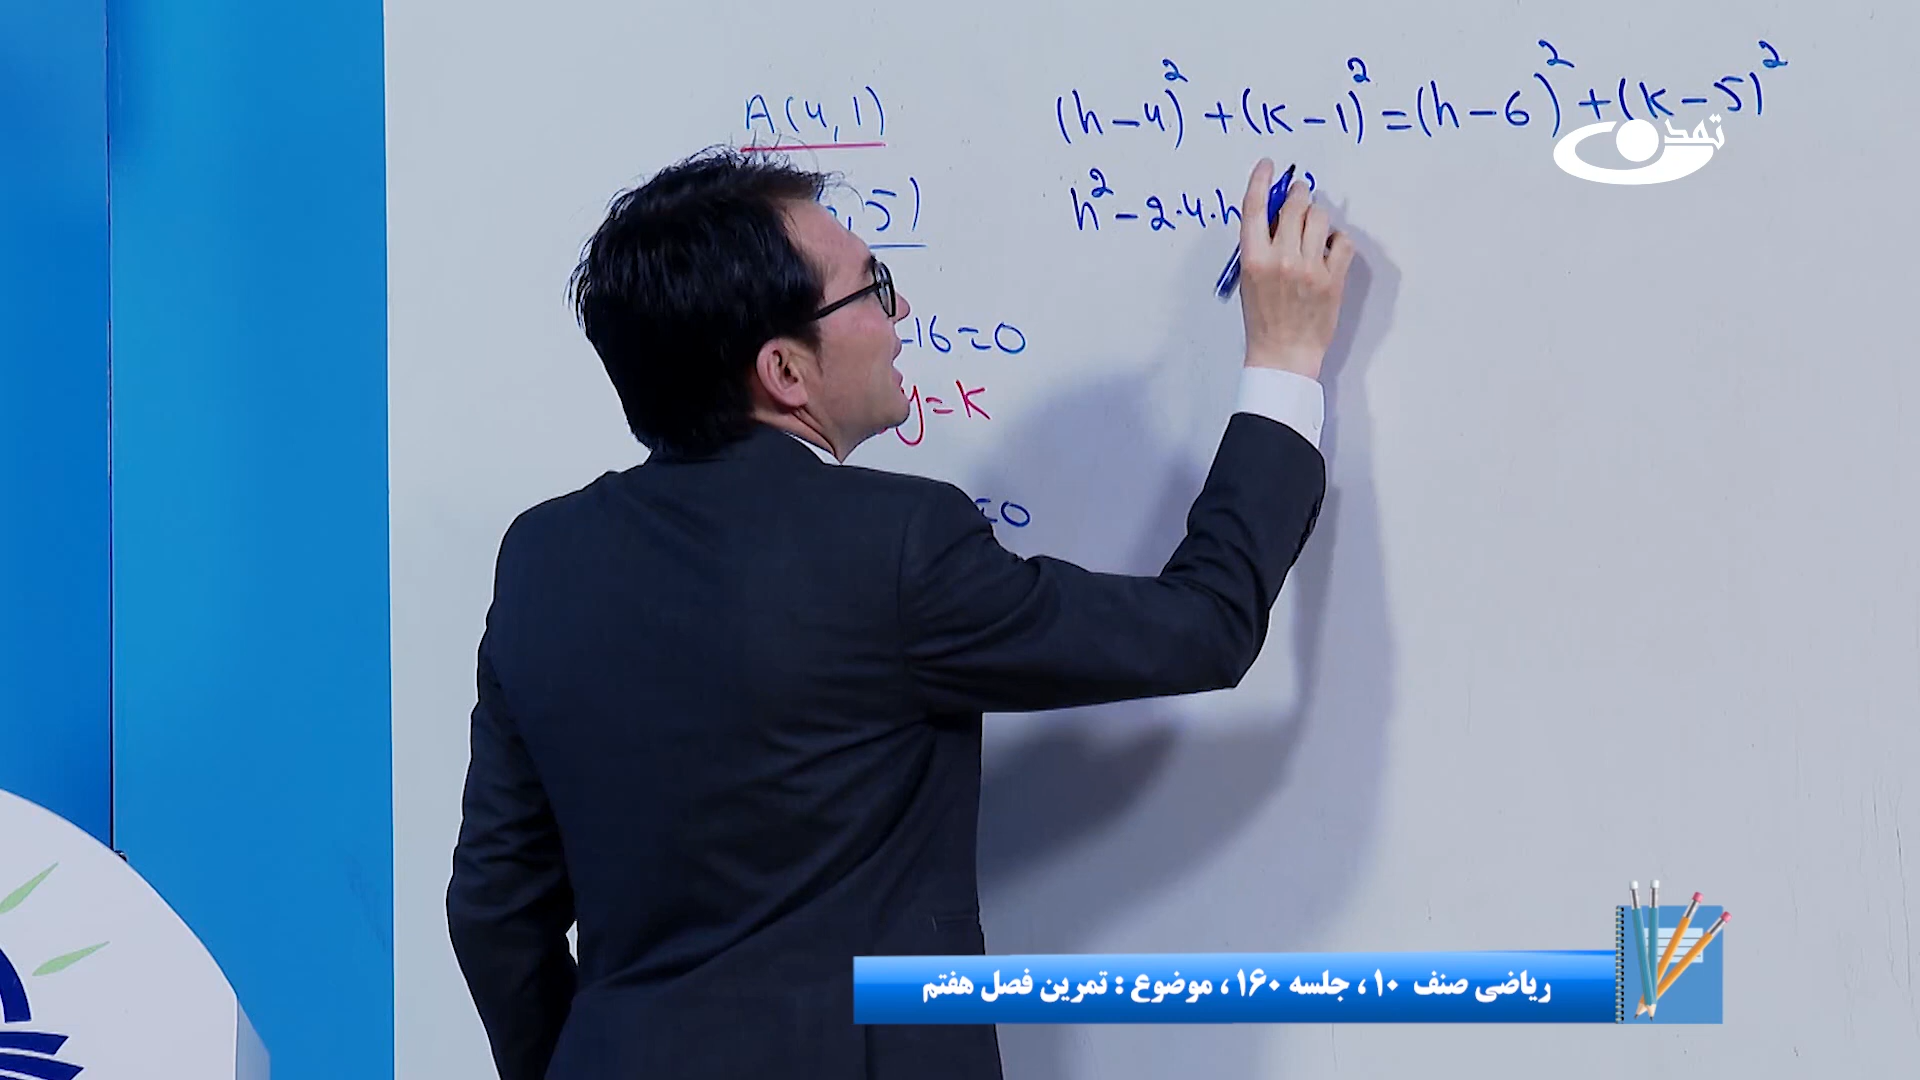 A(4,1)
,5)
-16=0
y=k
=0
(h-4)² +(k-1)²=(h-6)² +(k-5)²
h²-2·4·h
تمدن
ریاضی صنف ۱۰ ، جلسه ۱۶۰ ، موضوع : تمرین فصل هفتم